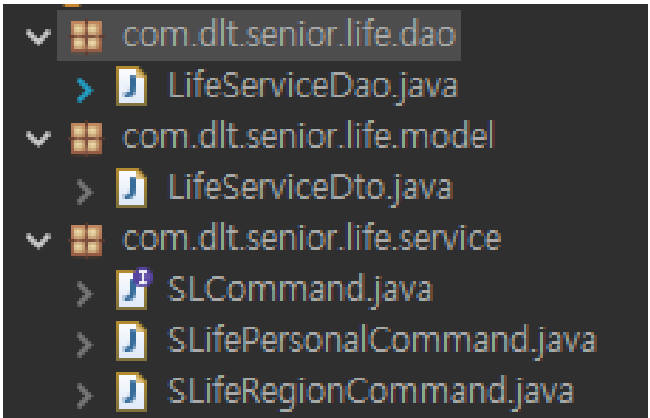 com.dlt.senior.life.dao
LifeServiceDao.java
com.dlt.senior.life.model
LifeServiceDto.java
com.dlt.senior.life.service
SLCommand.java
SLifePersonalCommand.java
SLifeRegionCommand.java